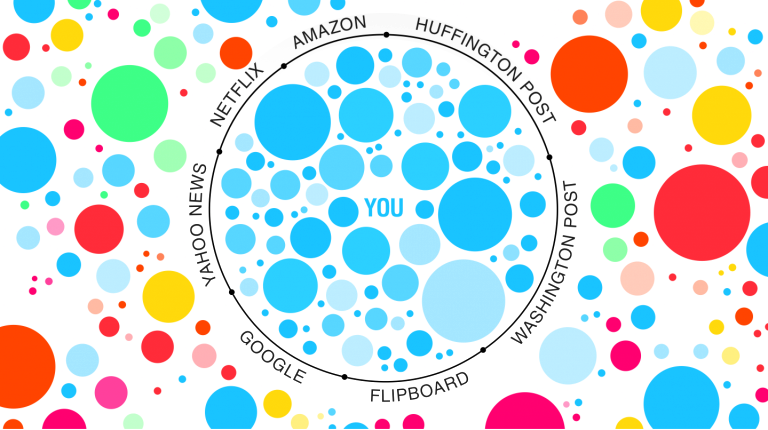 AMAZON
HUFFINGTON POST
NETFLIX
YAHOO NEWS
YOU
WASHINGTON POST
GOOGLE
FLIPBOARD